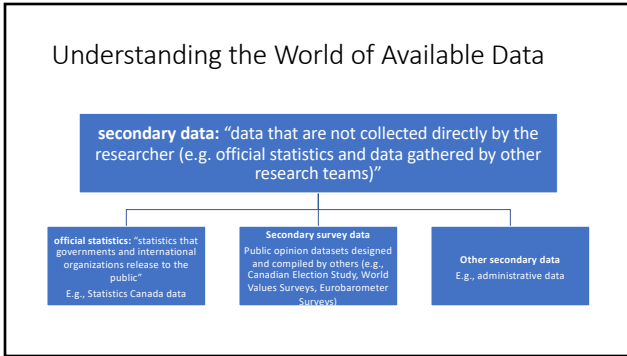 Understanding the World of Available Data
secondary data: “data that are not collected directly by the
researcher (e.g. official statistics and data gathered by other
research teams)”
official statistics: “statistics that
governments and international
organizations release to the
public”
E.g., Statistics Canada data
Secondary survey data
Public opinion datasets designed
and compiled by others (e.g.,
Canadian Election Study, World
Values Surveys, Eurobarometer
Surveys)
Other secondary data
E.g., administrative data